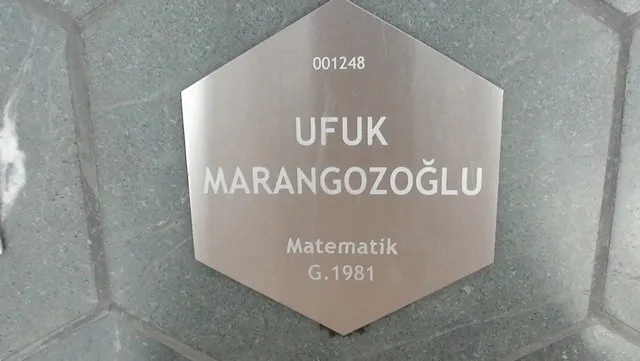 001248
UFUK
MARANGOZOĞLU
Matematik
G.1981